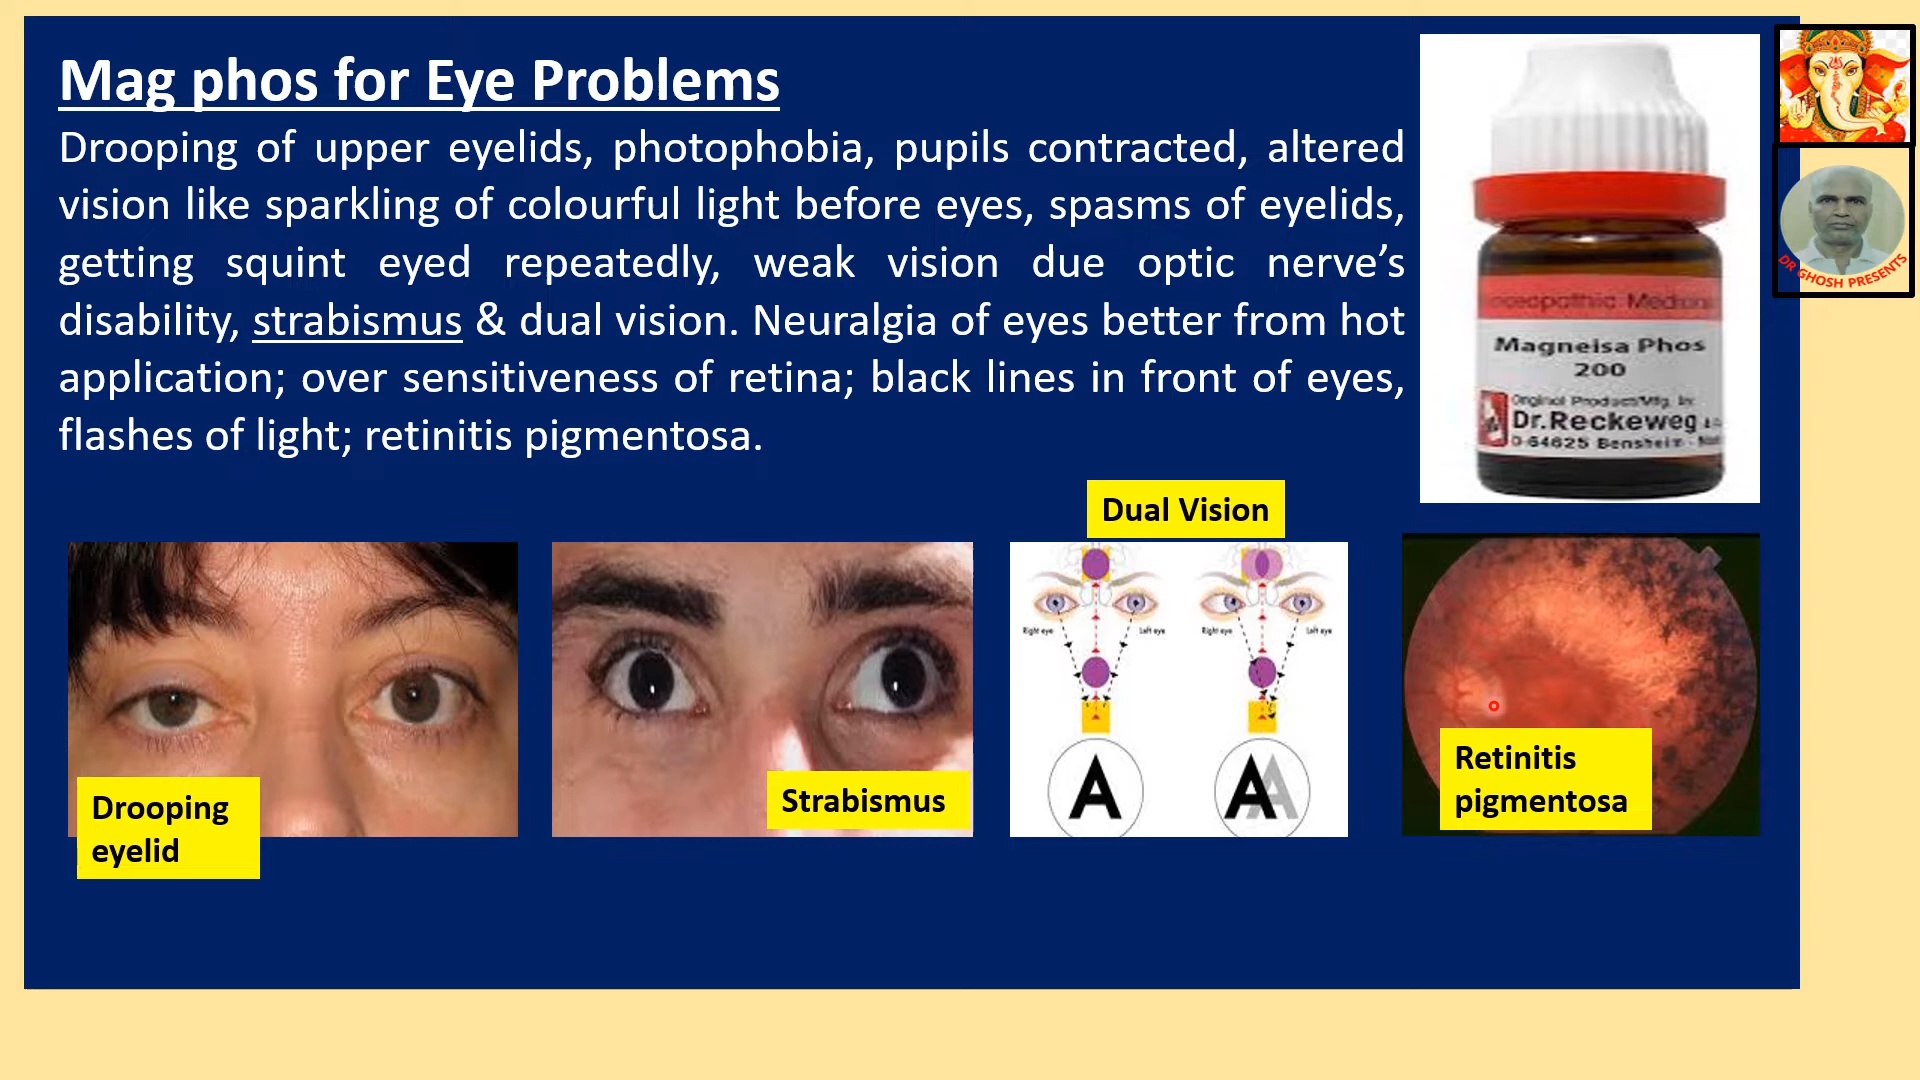 Mag phos for Eye Problems
Drooping of upper eyelids, photophobia, pupils contracted, altered
vision like sparkling of colourful light before eyes, spasms of eyelids,
getting squint eyed repeatedly, weak vision due optic nerve’s
disability, strabismus & dual vision. Neuralgia of eyes better from hot
application; over sensitiveness of retina; black lines in front of eyes,
flashes of light; retinitis pigmentosa.
DR GHOSH PRESENTS
Magneisa Phos
200
Original Product/Mfg. by
Dr.Reckeweg
D-64625 Bensheim
Dual Vision
Right eye
Left eye
Right eye
Left eye
A
AA
Drooping
eyelid
Strabismus
Retinitis
pigmentosa